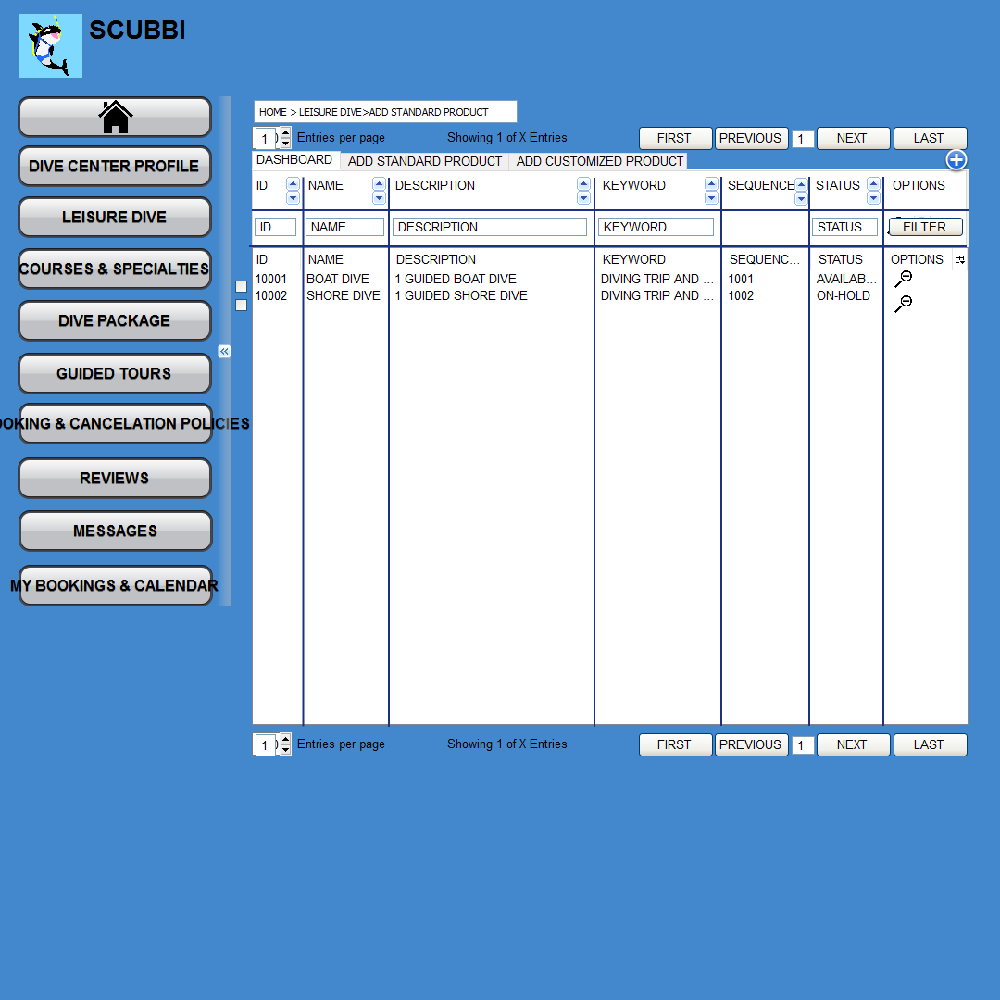 SCUBBI
DIVE CENTER PROFILE
LEISURE DIVE
COURSES & SPECIALTIES
DIVE PACKAGE
GUIDED TOURS
OKING & CANCELATION POLICIES
REVIEWS
MESSAGES
MY BOOKINGS & CALENDAR
HOME > LEISURE DIVE>ADD STANDARD PRODUCT
1 Entries per page Showing 1 of X Entries FIRST PREVIOUS 1 NEXT LAST
DASHBOARD ADD STANDARD PRODUCT ADD CUSTOMIZED PRODUCT
ID NAME DESCRIPTION KEYWORD SEQUENCE STATUS OPTIONS
ID NAME DESCRIPTION KEYWORD STATUS FILTER
ID NAME DESCRIPTION KEYWORD SEQUENC... STATUS OPTIONS
10001 BOAT DIVE 1 GUIDED BOAT DIVE DIVING TRIP AND ... 1001 AVAILAB...
10002 SHORE DIVE 1 GUIDED SHORE DIVE DIVING TRIP AND ... 1002 ON-HOLD
1 Entries per page Showing 1 of X Entries FIRST PREVIOUS 1 NEXT LAST